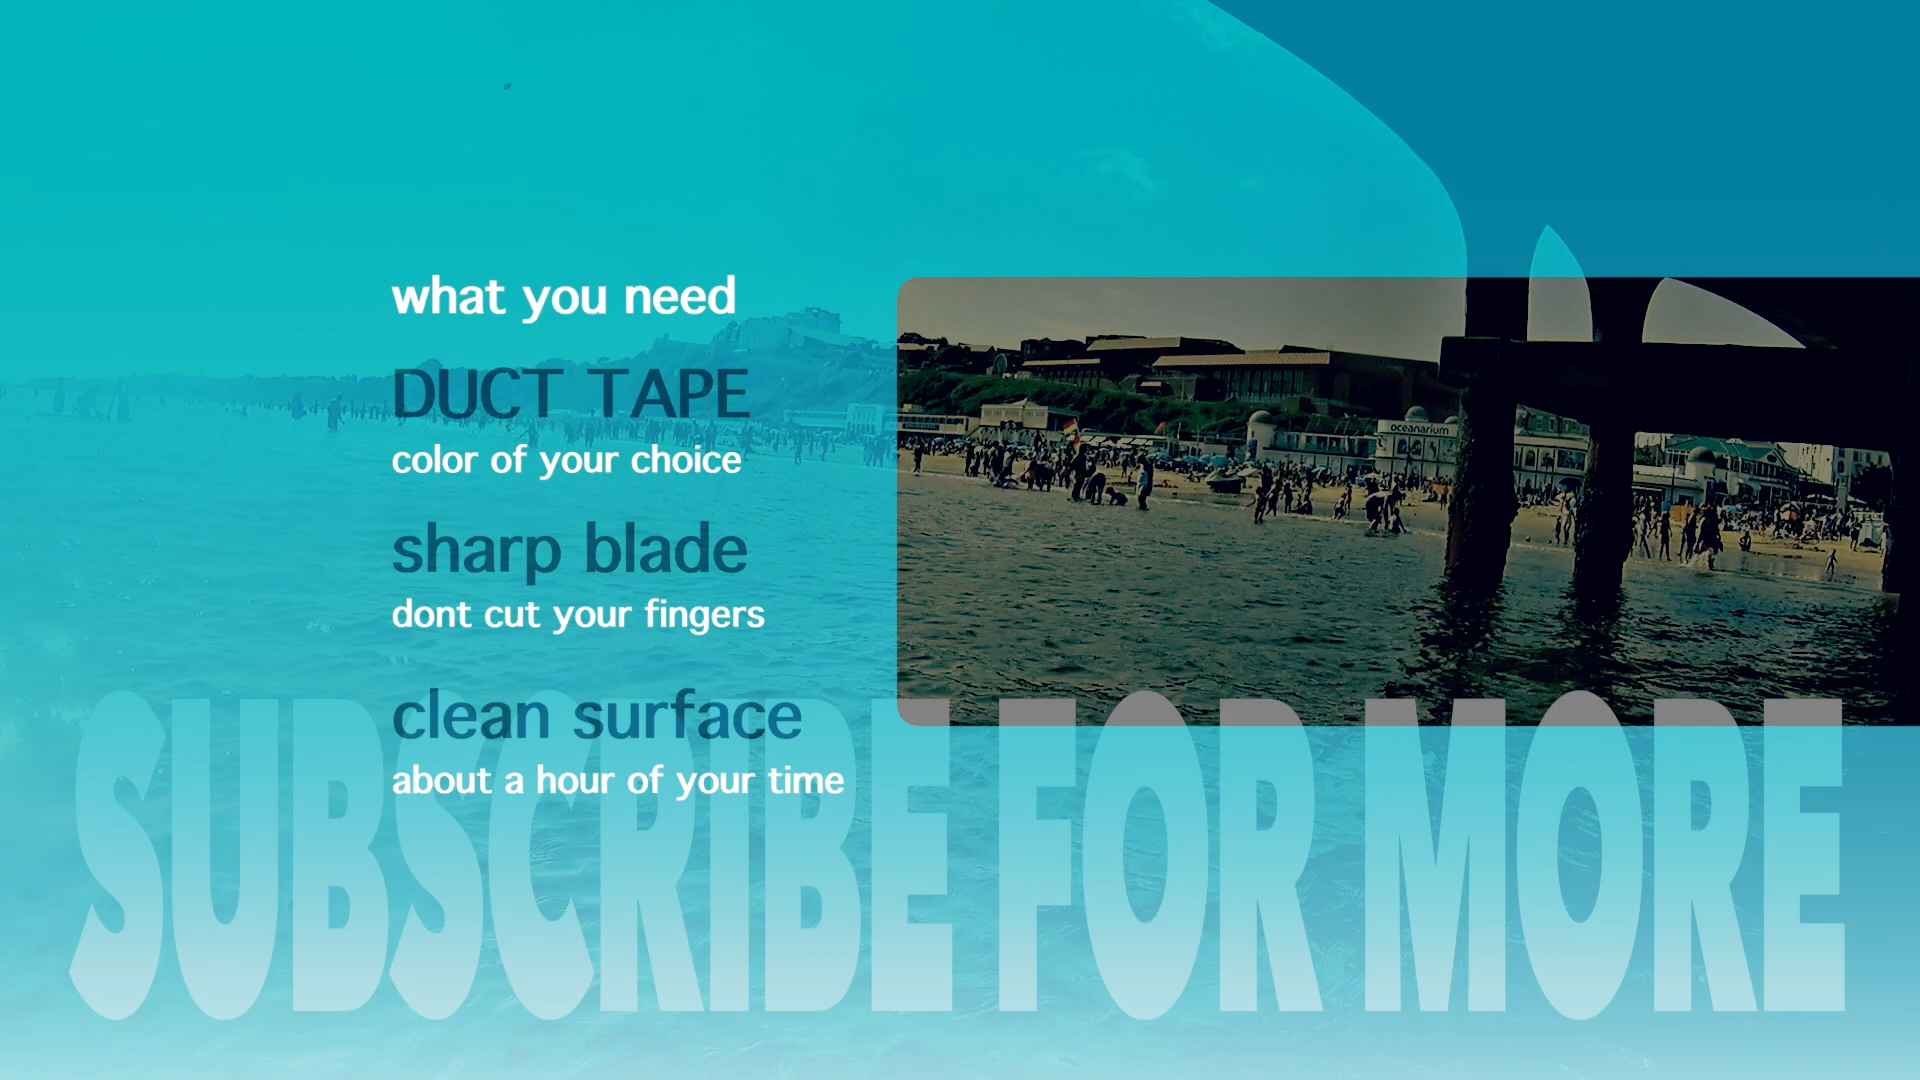 what you need
DUCT TAPE
color of your choice
sharp blade
dont cut your fingers
clean surface
about a hour of your time
oceanarium
SUBSCRIBE FOR MORE